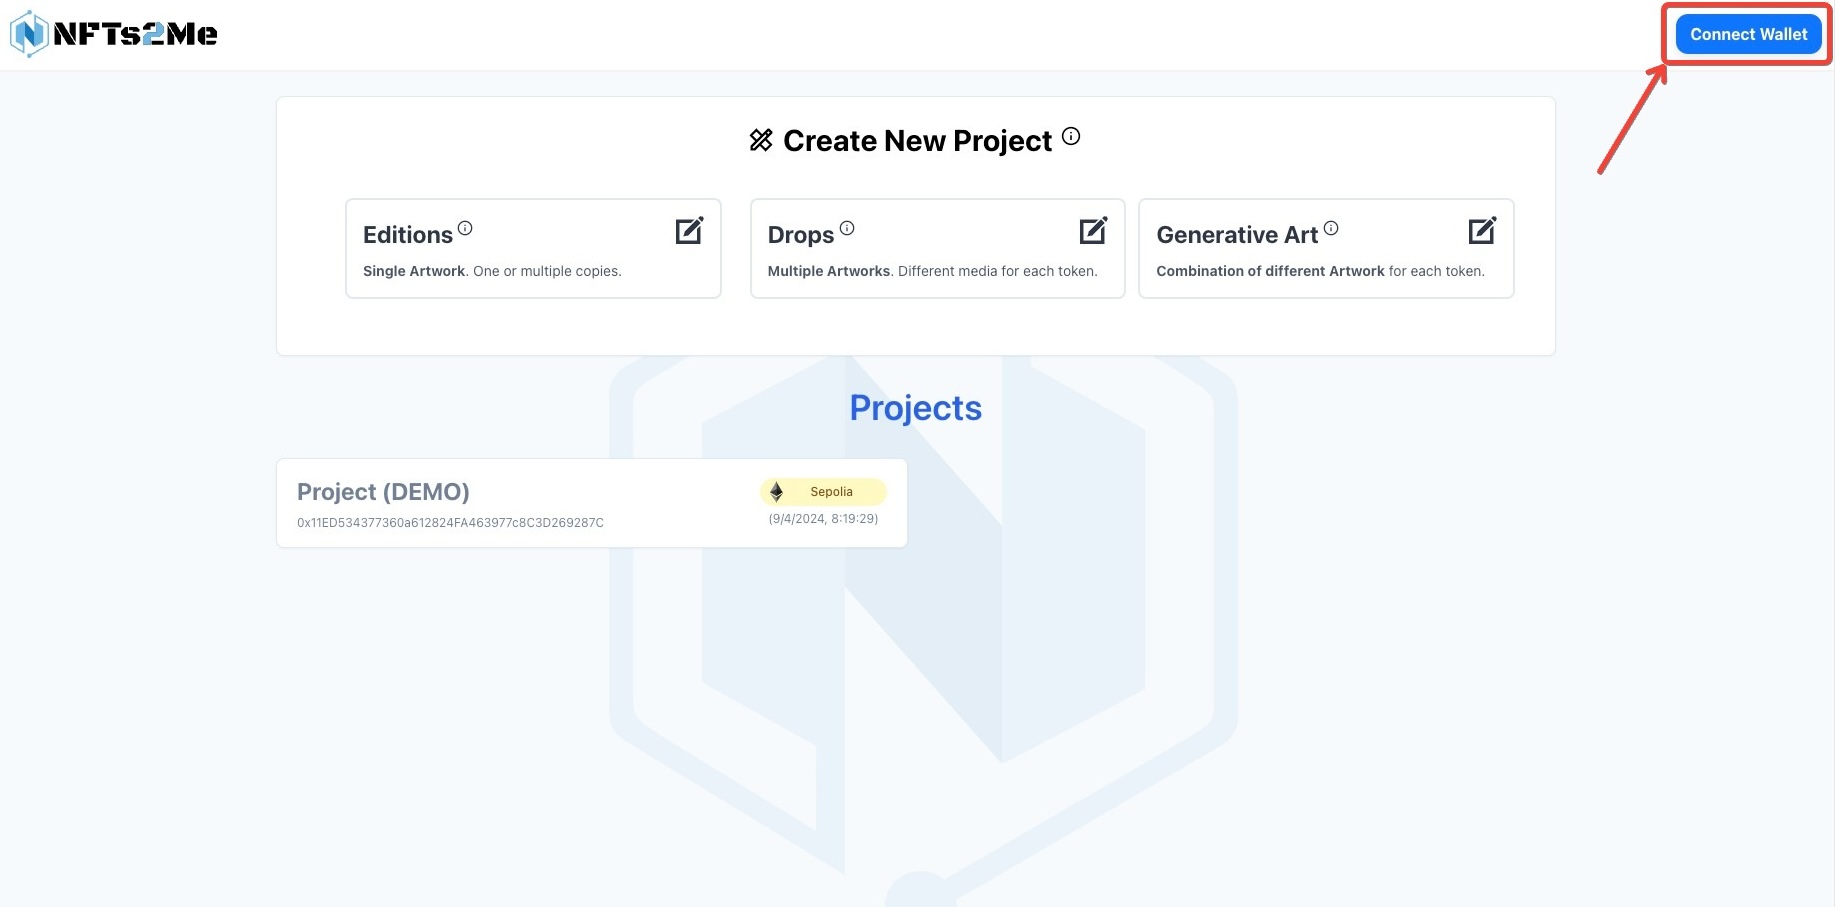 NFTs2Me
Connect Wallet
Create New Project
Editions
Single Artwork. One or multiple copies.
Drops
Multiple Artworks. Different media for each token.
Generative Art
Combination of different Artwork for each token.
Projects
Project (DEMO)
0x11ED534377360a612824FA463977c8C3D269287C
Sepolia
(9/4/2024, 8:19:29)